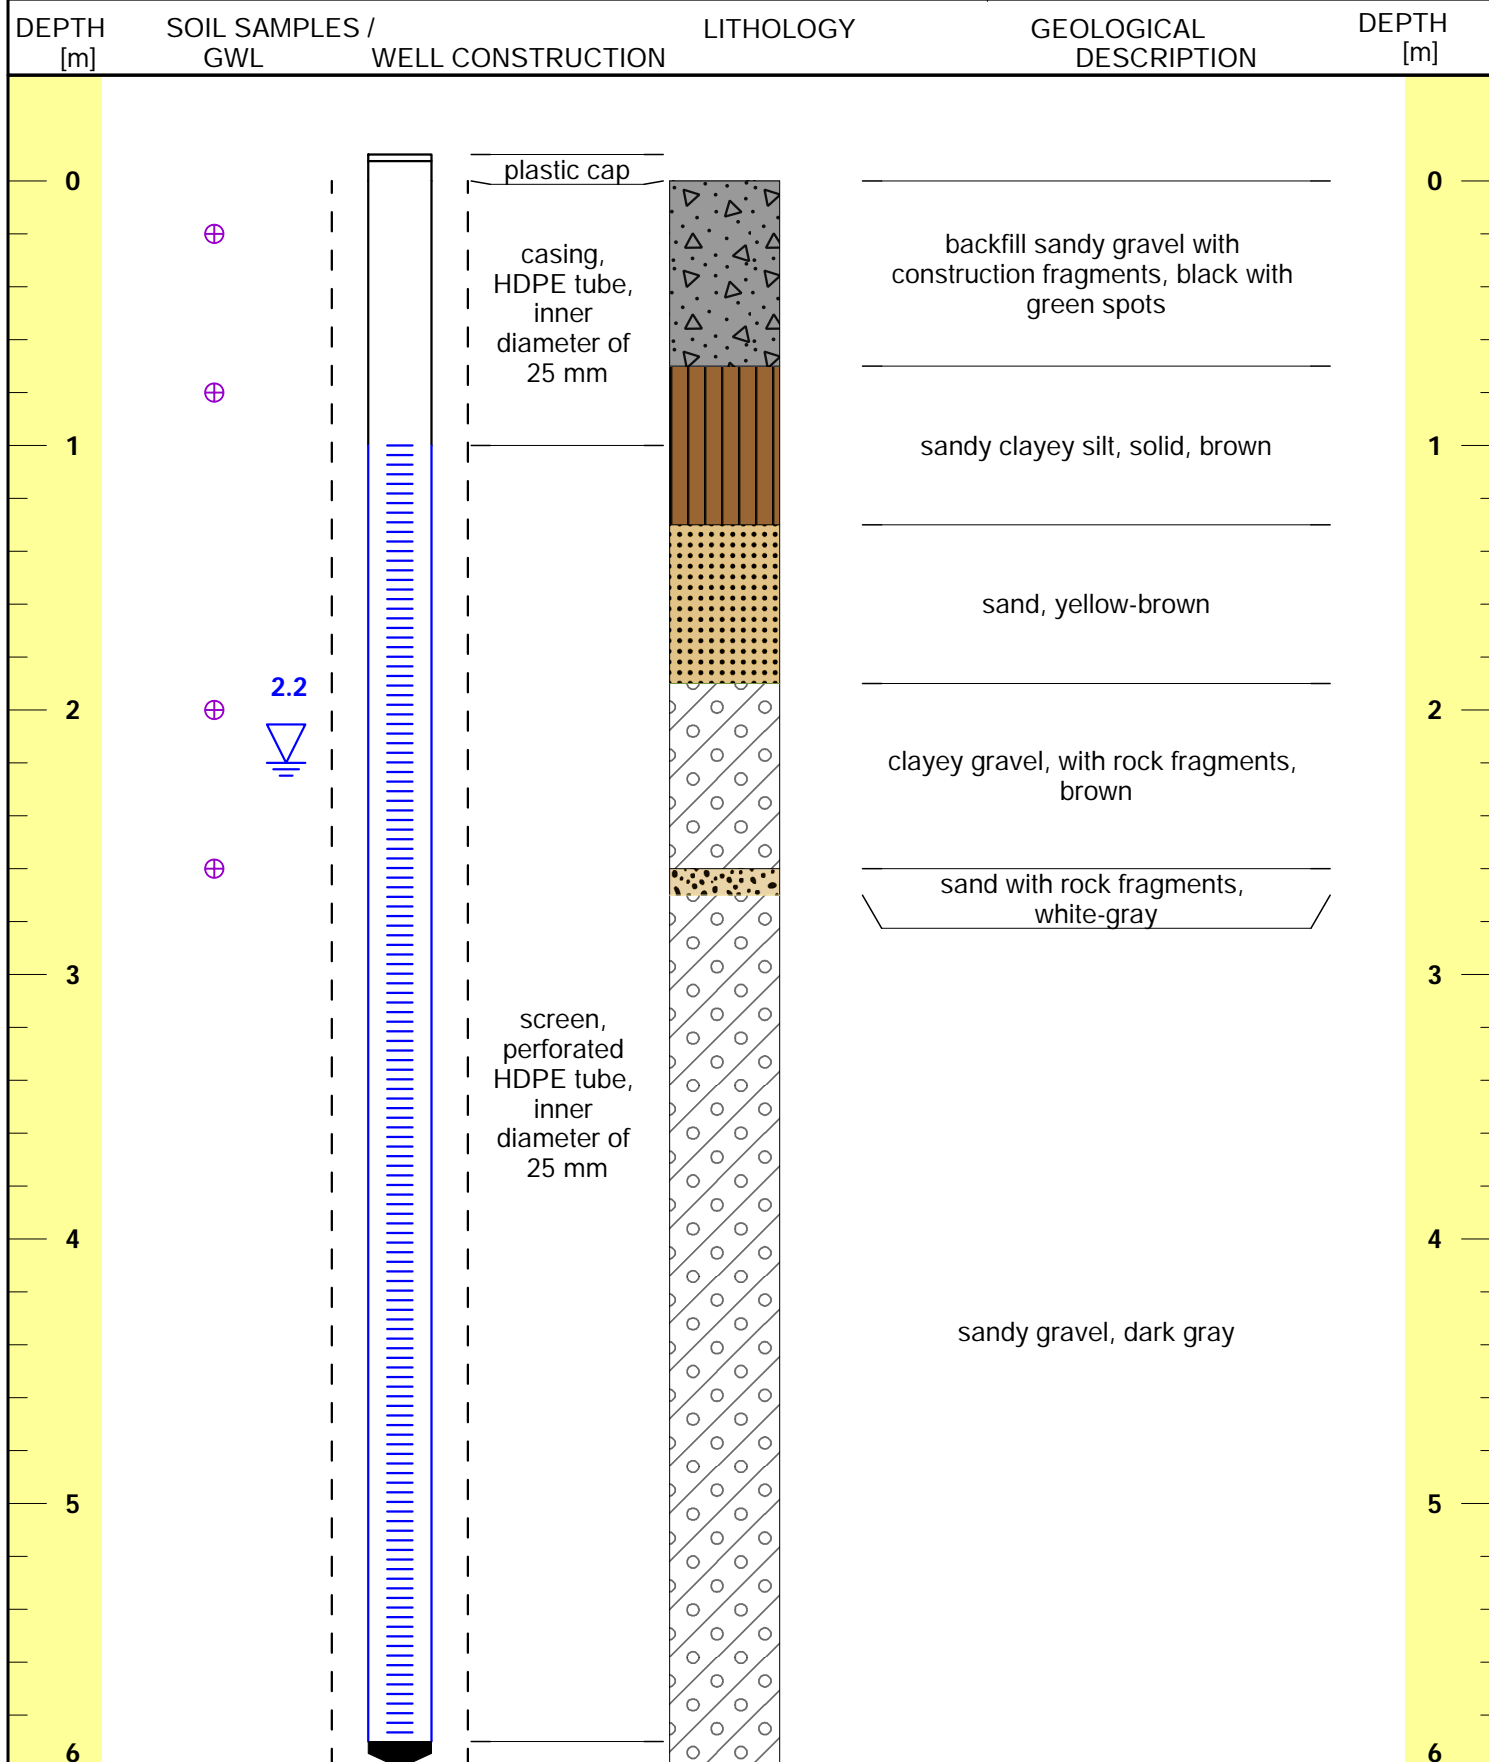 DEPTH
[m]
SOIL SAMPLES /
GWL
WELL CONSTRUCTION
LITHOLOGY
GEOLOGICAL
DESCRIPTION
DEPTH
[m]
plastic cap
0
0
casing,
HDPE tube,
inner
diameter of
25 mm
backfill sandy gravel with
construction fragments, black with
green spots
1
sandy clayey silt, solid, brown
1
sand, yellow-brown
2.2
2
2
clayey gravel, with rock fragments,
brown
sand with rock fragments,
white-gray
3
3
screen,
perforated
HDPE tube,
inner
diameter of
25 mm
4
4
sandy gravel, dark gray
5
5
6
6